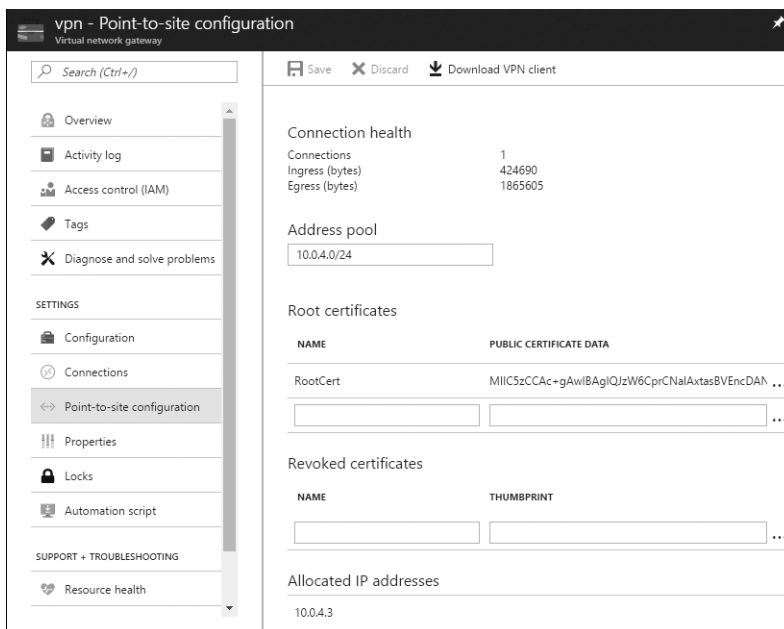 vpn - Point-to-site configuration
Virtual network gateway
Search (Ctrl+/)
Overview
Activity log
Access control (IAM)
Tags
Diagnose and solve problems
SETTINGS
Configuration
Connections
Point-to-site configuration
Properties
Locks
Automation script
SUPPORT + TROUBLESHOOTING
Resource health
Save Discard Download VPN client
Connection health
Connections 1
Ingress (bytes) 424690
Egress (bytes) 1865605
Address pool
10.0.4.0/24
Root certificates
NAME PUBLIC CERTIFICATE DATA
RootCert ...
...
Revoked certificates
NAME THUMBPRINT
...
Allocated IP addresses
10.0.4.3